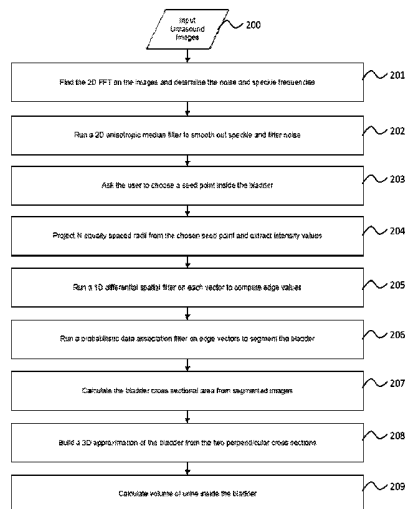 Input
Ultrasound
Images
200
Find the 2D FFT on the images and determine the noise and speckle frequencies
201
Run a 2D anisotropic median filter to smooth out speckle and filter noise
202
Ask the user to choose a seed point inside the bladder
203
Project N equally spaced radii from the chosen seed point and extract intensity values
204
Run a 1D differential spatial filter on each vector to compute edge values
205
Run a probabilistic data association filter on edge vectors to segment the bladder
206
Calculate the bladder cross sectional area from segmented images
207
Build a 3D approximation of the bladder from the two perpendicular cross sections
208
Calculate volume of urine inside the bladder
209